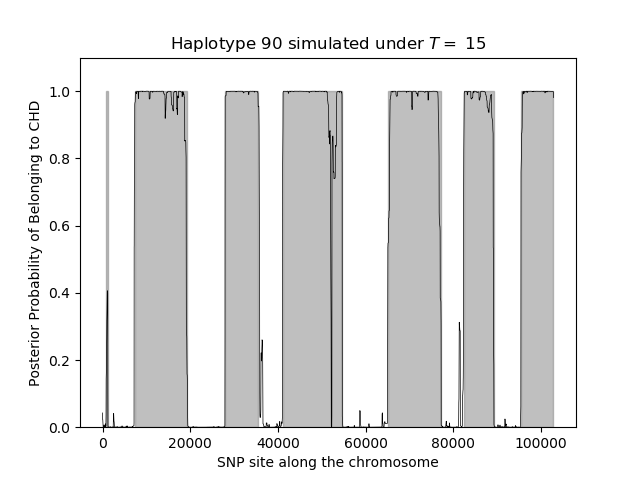 Haplotype 90 simulated under T = 15
Posterior Probability of Belonging to CHD
1.0
0.8
0.6
0.4
0.2
0.0
0 20000 40000 60000 80000 100000
SNP site along the chromosome